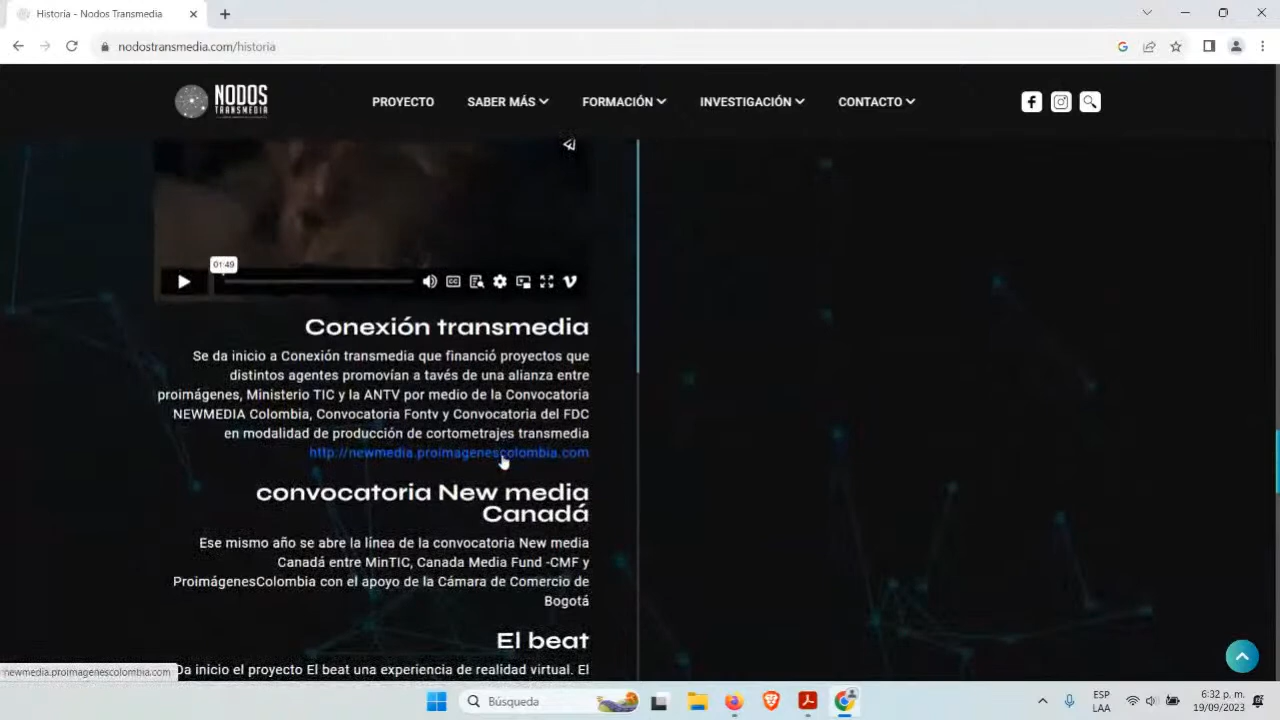 Historia - Nodos Transmedia
nodostransmedia.com/historia
NODOS
TRANSMEDIA
PROYECTO
SABER MÁS
FORMACIÓN
INVESTIGACIÓN
CONTACTO
01:49
CC
Conexión transmedia
Se da inicio a Conexión transmedia que financió proyectos que
distintos agentes promovían a tavés de una alianza entre
proimágenes, Ministerio TIC y la ANTV por medio de la Convocatoria
NEWMEDIA Colombia, Convocatoria Fontv y Convocatoria del FDC
en modalidad de producción de cortometrajes transmedia
http://newmedia.proimagenescolombia.com
convocatoria New media
Canadá
Ese mismo año se abre la línea de la convocatoria New media
Canadá entre MinTIC, Canada Media Fund -CMF y
ProimágenesColombia con el apoyo de la Cámara de Comercio de
Bogotá
El beat
Da inicio el proyecto El beat una experiencia de realidad virtual. El
newmedia.proimagenescolombia.com
Búsqueda
ESP
LAA
6:32 p. m.
19/09/2023